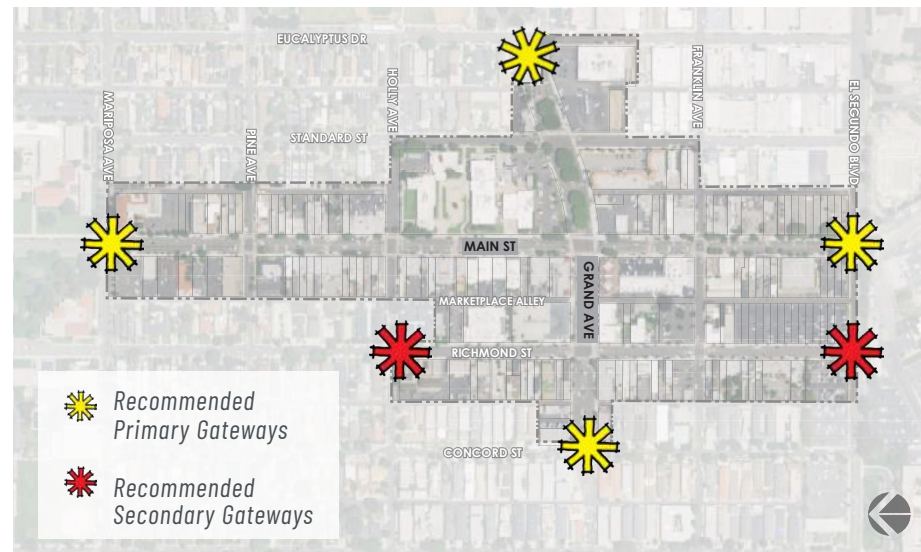 EUCALYPTUS DR
FRANKLIN AVE
HOLLY AVE
EL SEGUNDO BLVD
MARIPOSA AVE
PINE AVE
STANDARD ST
MAIN ST
GRAND AVE
MARKETPLACE ALLEY
RICHMOND ST
CONCORD ST
Recommended
Primary Gateways
Recommended
Secondary Gateways